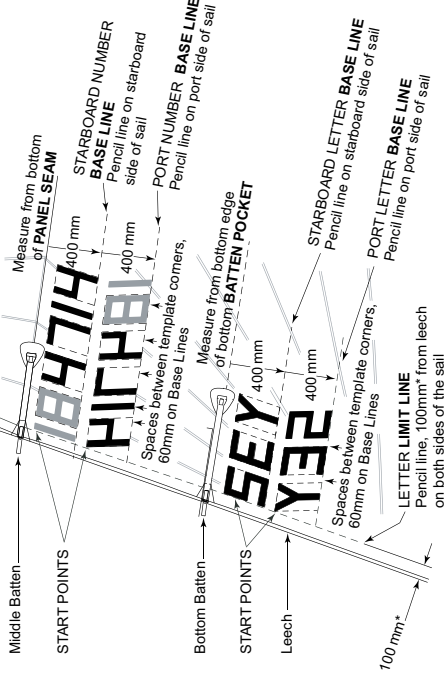 Middle Batten
START POINTS
184714
Measure from bottom
of PANEL SEAM
400 mm
400 mm
STARBOARD NUMBER
BASE LINE
Pencil line on starboard
side of sail
PORT NUMBER BASE LINE
Pencil line on port side of sail
Spaces between template corners,
60mm on Base Lines
Bottom Batten
START POINTS
Leech
SEY
Measure from bottom edge
of bottom BATTEN POCKET
400 mm
400 mm
STARBOARD LETTER BASE LINE
Pencil line on starboard side of sail
PORT LETTER BASE LINE
Pencil line on port side of sail
Spaces between template corners,
60mm on Base Lines
LETTER LIMIT LINE
Pencil line, 100mm* from leech
on both sides of the sail
100 mm*